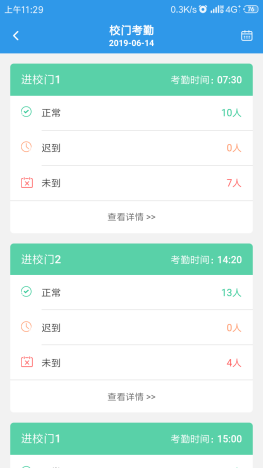 上午11:29 0.3K/s 4G+ 76
校门考勤
2019-06-14
进校门1 考勤时间：07:30
正常 10人
迟到 0人
未到 7人
查看详情 >>
进校门2 考勤时间：14:20
正常 13人
迟到 0人
未到 4人
查看详情 >>
进校门1 考勤时间：15:00